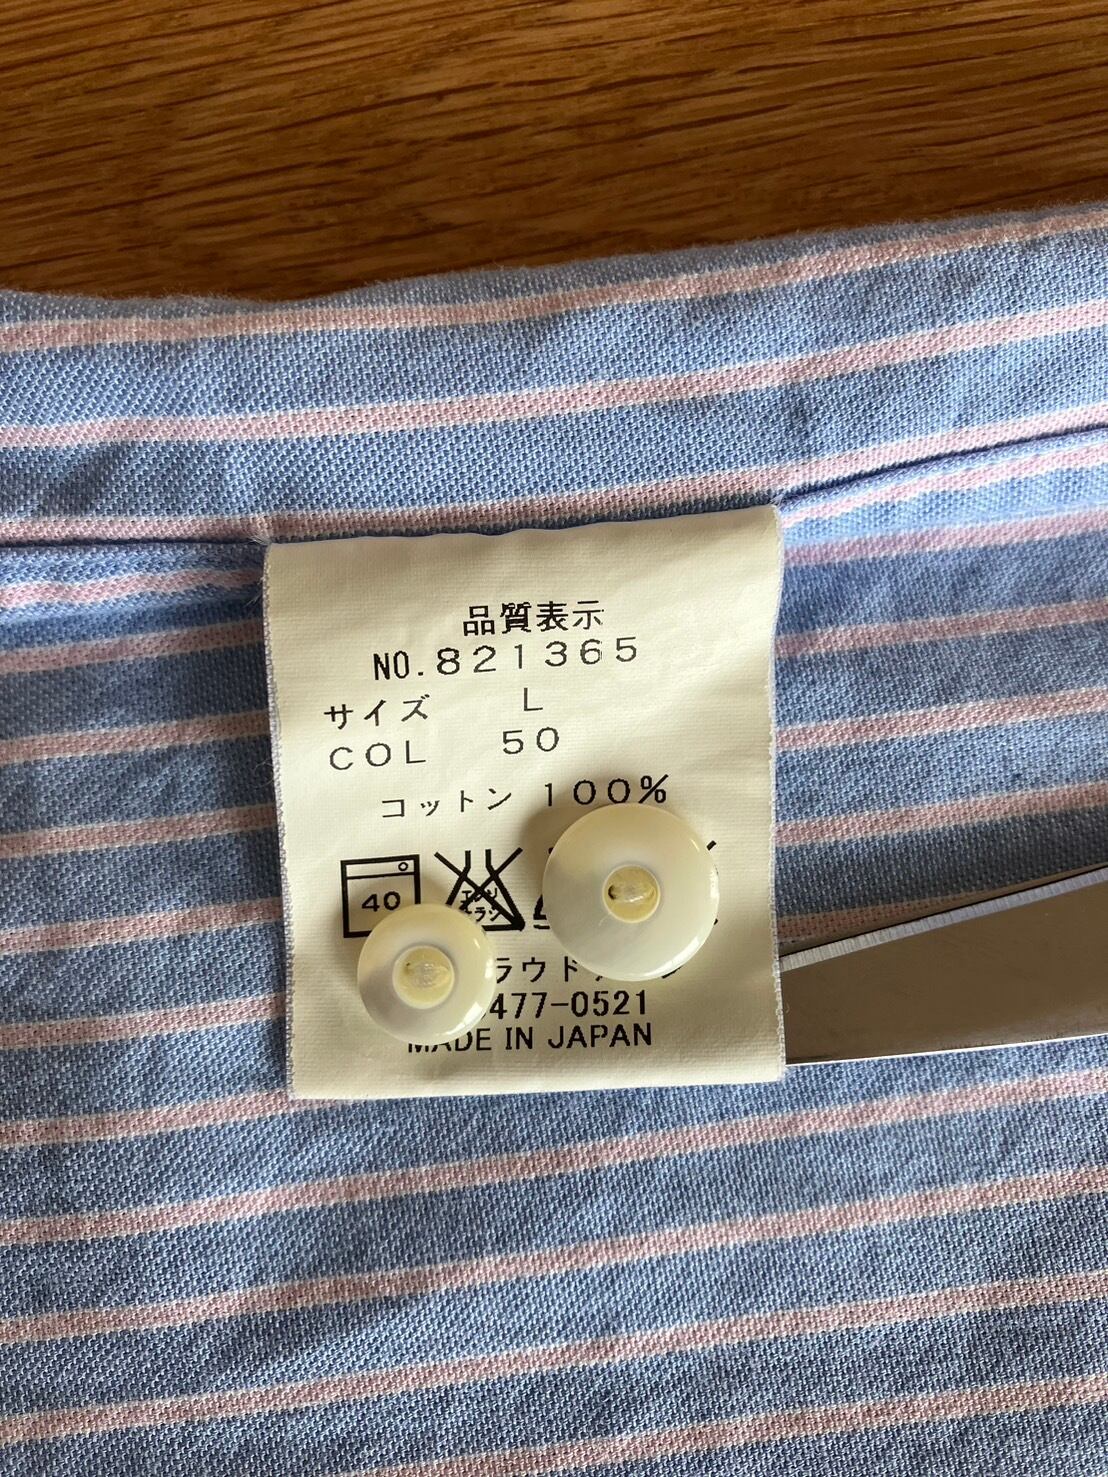 品質表示
NO.821365
サイズ L
COL 50
コットン 100%
40
477-0521
MADE IN JAPAN